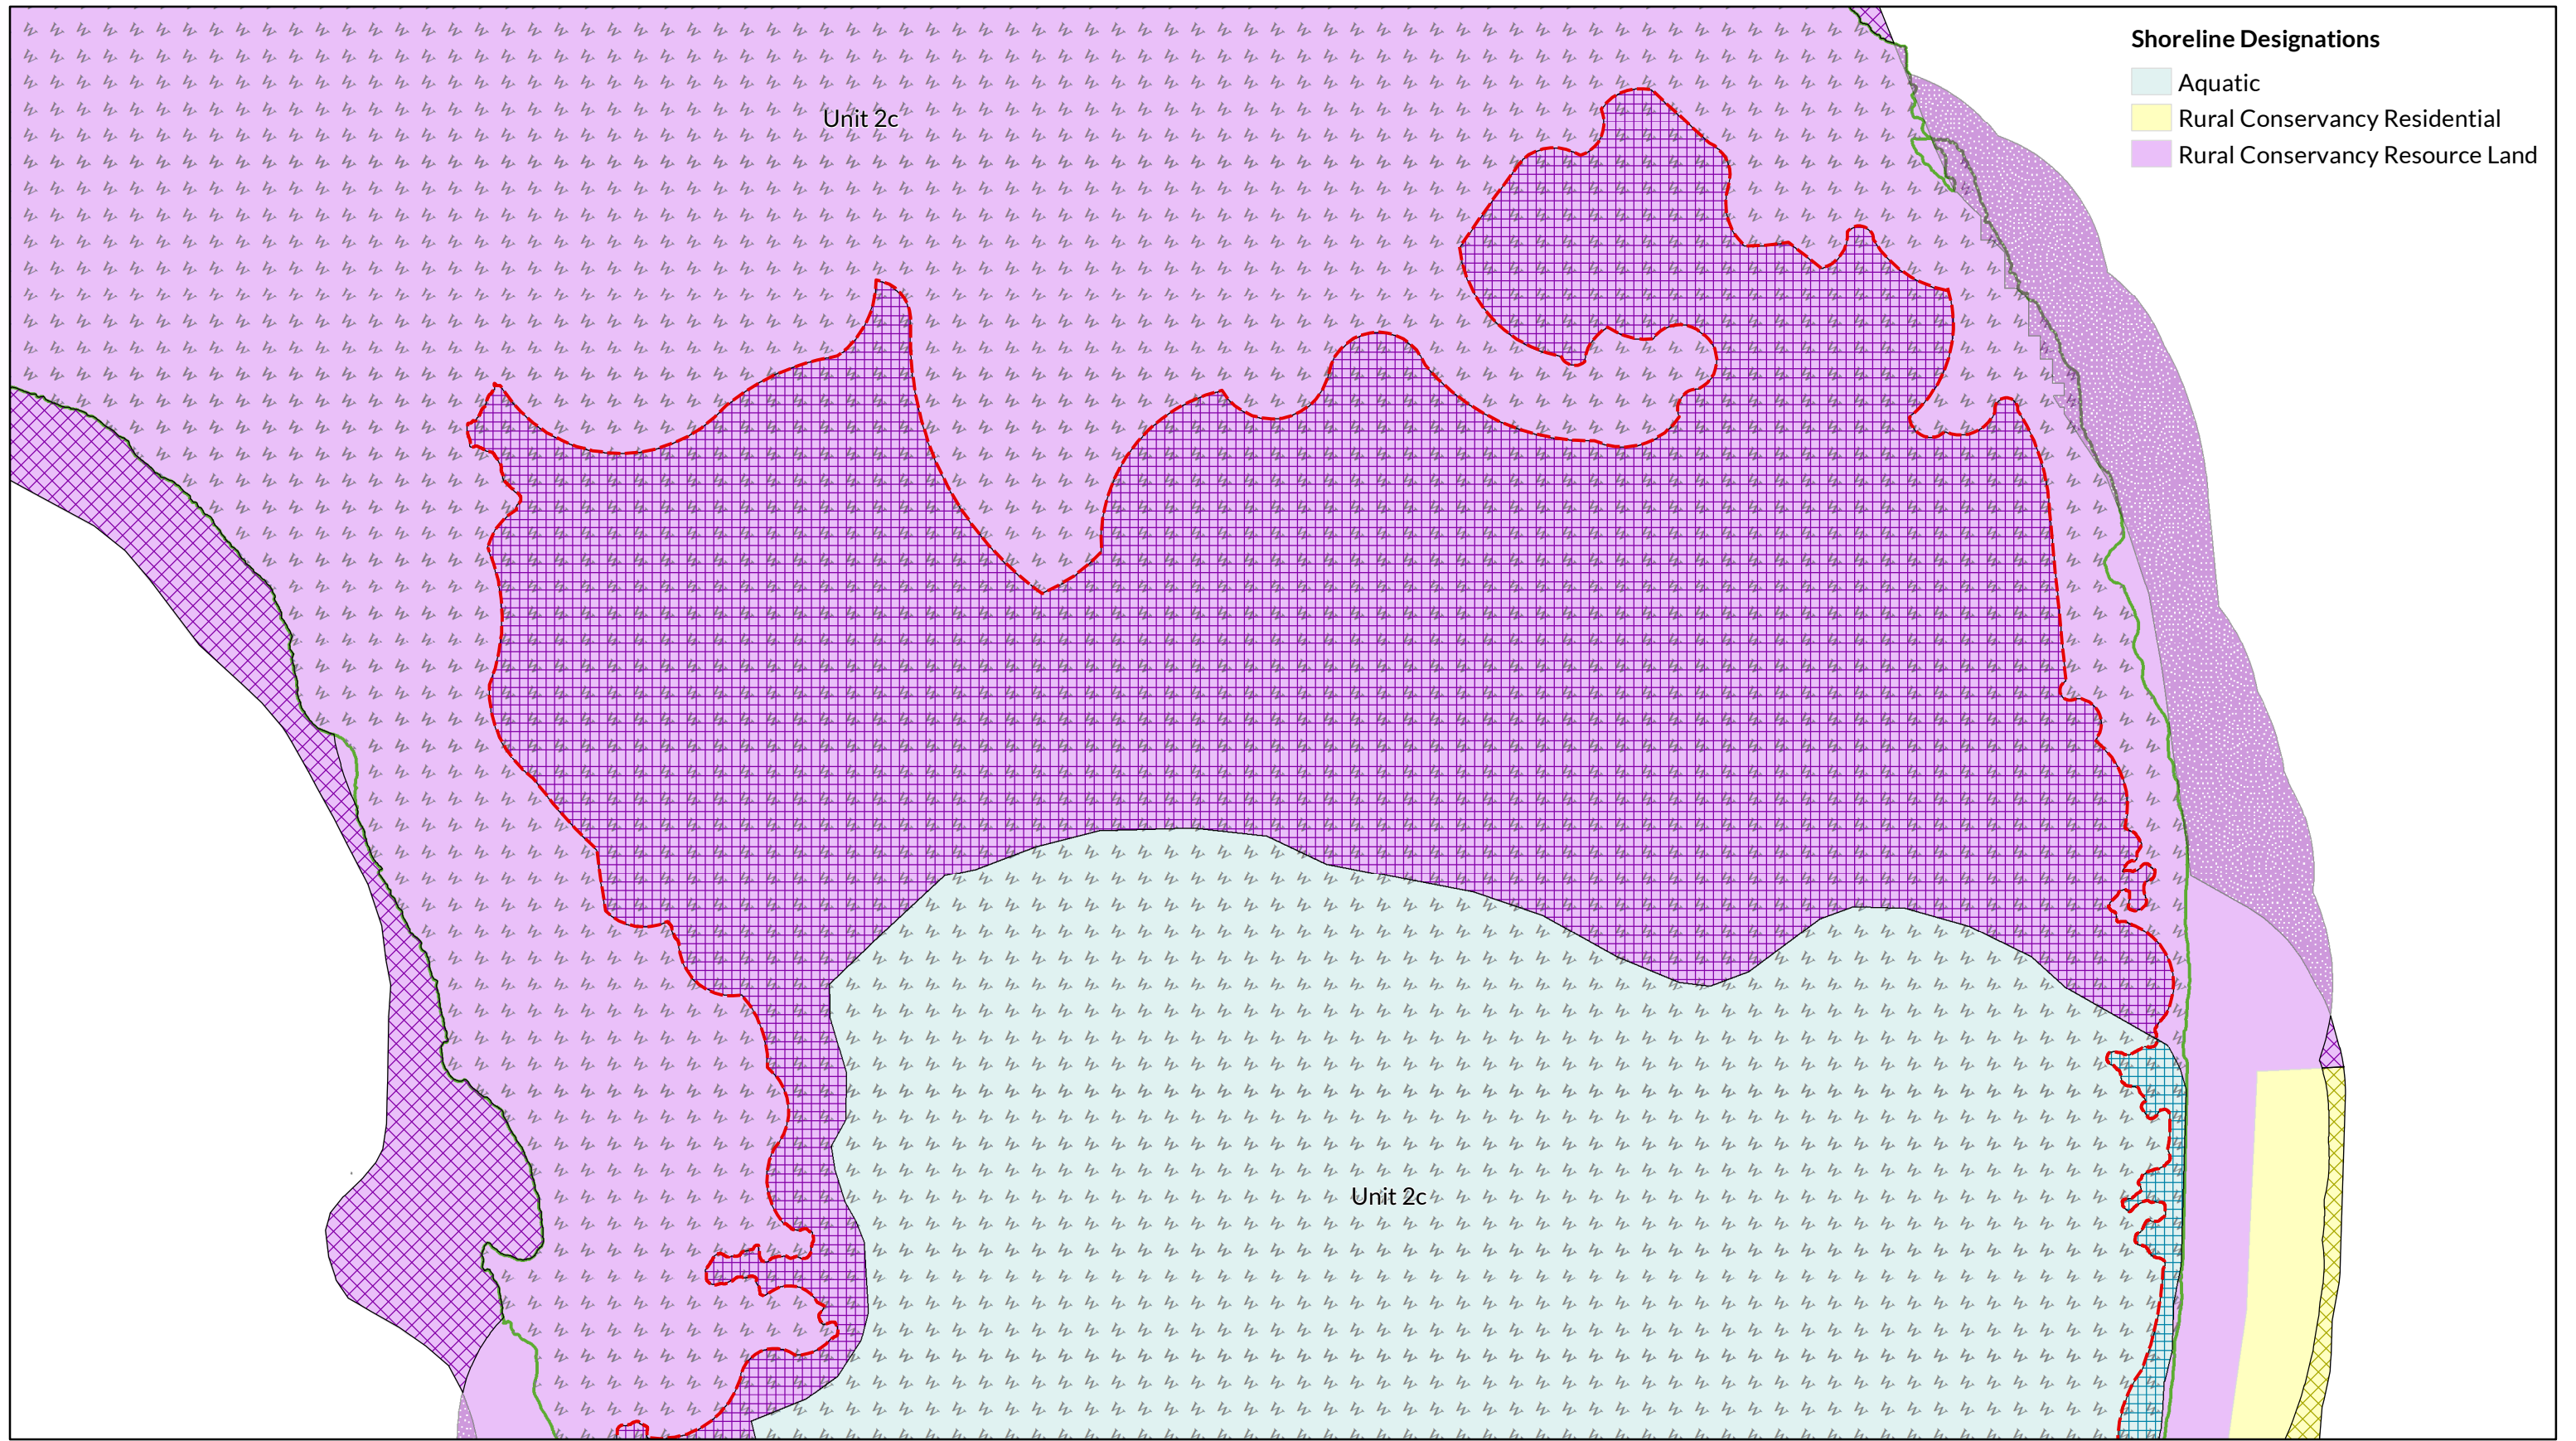 Unit 2c
Shoreline Designations
Aquatic
Rural Conservancy Residential
Rural Conservancy Resource Land
Unit 2c